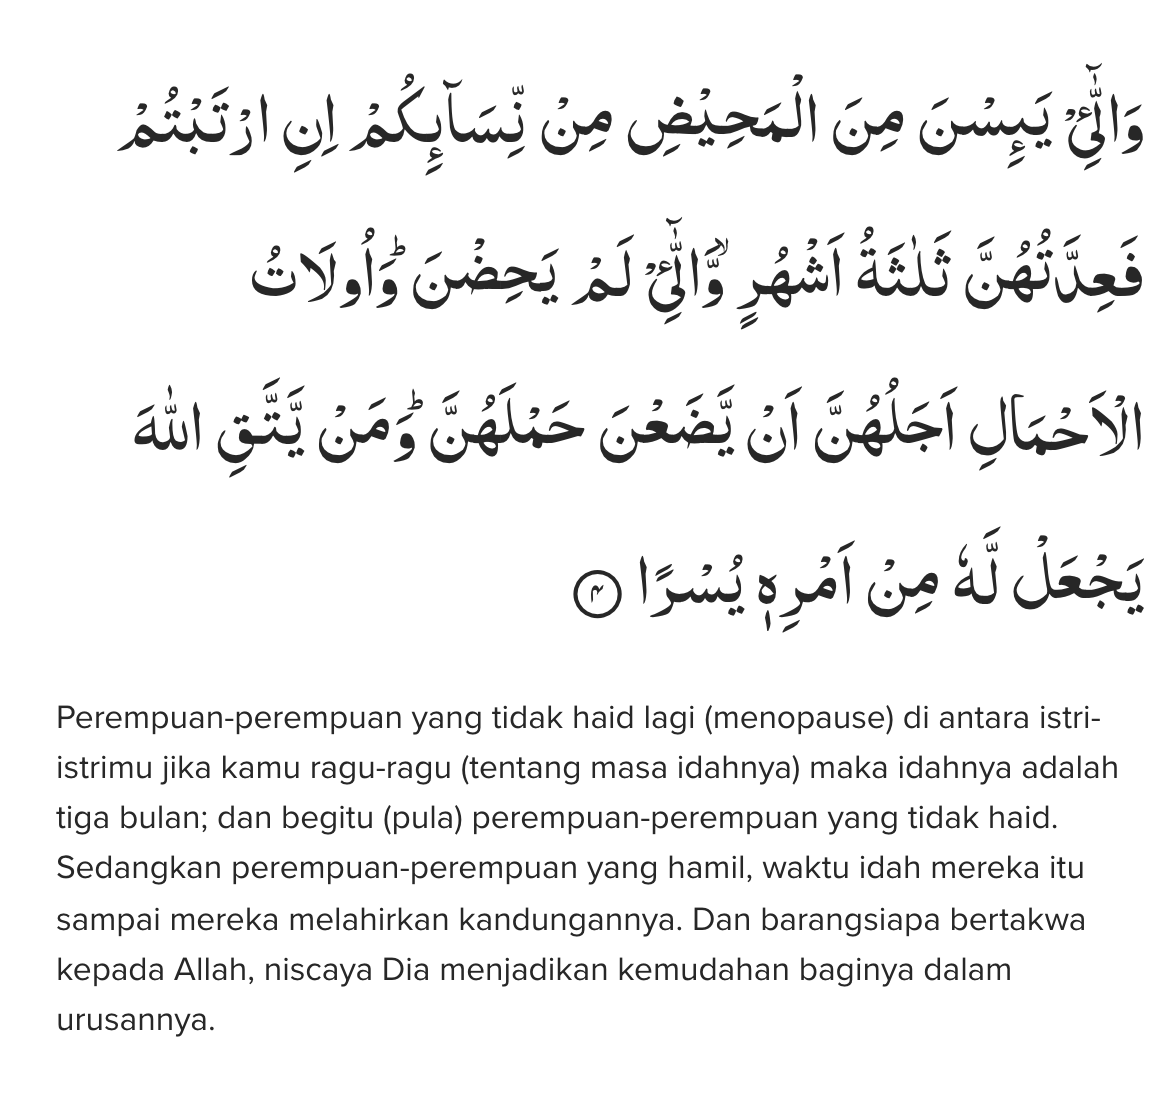 وَالّٰۤـِٔيْ يَىِٕسْنَ مِنَ الْمَحِيْضِ مِنْ نِّسَاۤىِٕكُمْ اِنِ ارْتَبْتُمْ
فَعِدَّتُهُنَّ ثَلٰثَةُ اَشْهُرٍ وَّالّٰۤـِٔيْ لَمْ يَحِضْنَۗ وَاُولَاتُ
الْاَحْمَالِ اَجَلُهُنَّ اَنْ يَّضَعْنَ حَمْلَهُنَّۗ وَمَنْ يَّتَّقِ اللّٰهَ
يَجْعَلْ لَّهٗ مِنْ اَمْرِهٖ يُسْرًا ٤
Perempuan-perempuan yang tidak haid lagi (menopause) di antara istri-
istrimu jika kamu ragu-ragu (tentang masa idahnya) maka idahnya adalah
tiga bulan; dan begitu (pula) perempuan-perempuan yang tidak haid.
Sedangkan perempuan-perempuan yang hamil, waktu idah mereka itu
sampai mereka melahirkan kandungannya. Dan barangsiapa bertakwa
kepada Allah, niscaya Dia menjadikan kemudahan baginya dalam
urusannya.